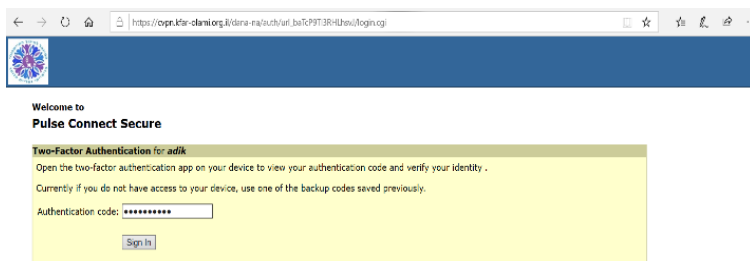 https://cvpn.kfar-olami.org.il/dana-na/auth/url_baTcP9Ti3RHLhswJ/login.cgi
Welcome to
Pulse Connect Secure
Two-Factor Authentication for adik
Open the two-factor authentication app on your device to view your authentication code and verify your identity .
Currently if you do not have access to your device, use one of the backup codes saved previously.
Authentication code: ••••••••••
Sign In